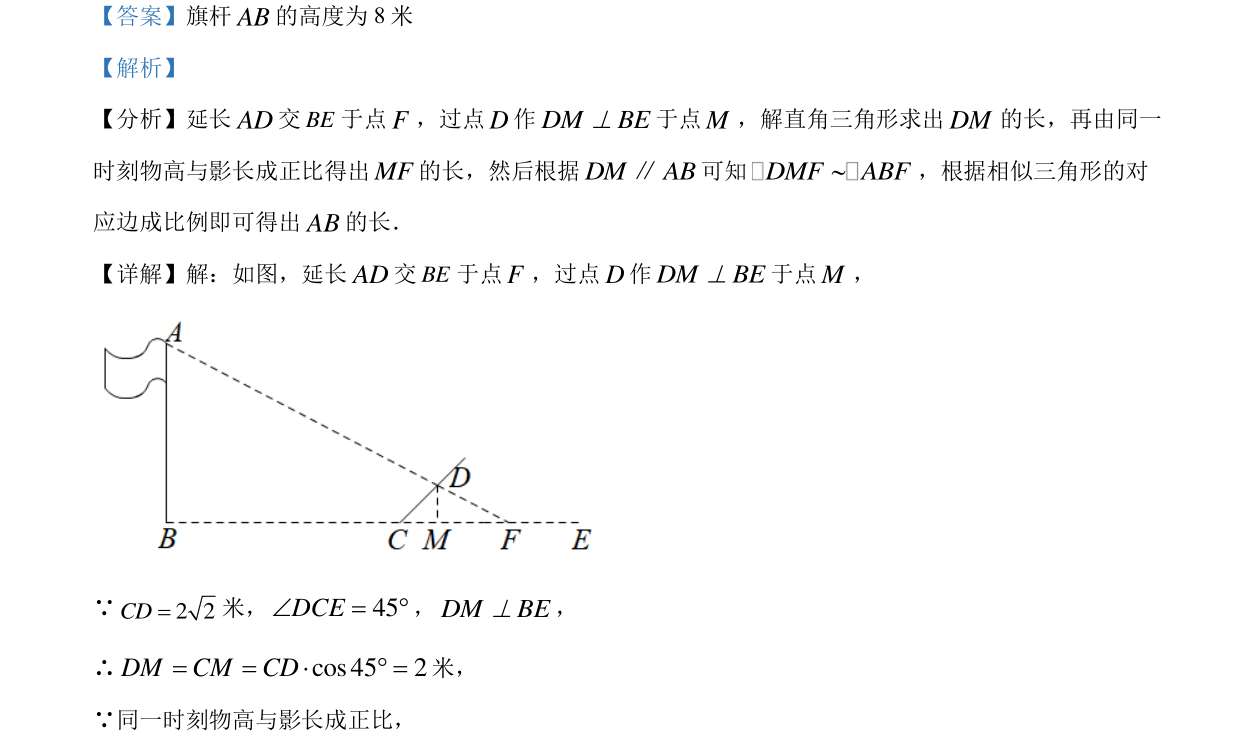 【答案】旗杆 AB 的高度为 8 米
【解析】
【分析】延长 AD 交 BE 于点 F ，过点 D 作 DM ⊥ BE 于点 M ，解直角三角形求出 DM 的长，再由同一
时刻物高与影长成正比得出 MF 的长，然后根据 DM ∥ AB 可知 □DMF ~□ABF ，根据相似三角形的对
应边成比例即可得出 AB 的长．
【详解】解：如图，延长 AD 交 BE 于点 F ，过点 D 作 DM ⊥ BE 于点 M ，
A
D
B C M F E
∵ CD = 2√2 米，∠DCE = 45° ， DM ⊥ BE ，
∴ DM = CM = CD · cos 45° = 2 米，
∵同一时刻物高与影长成正比，